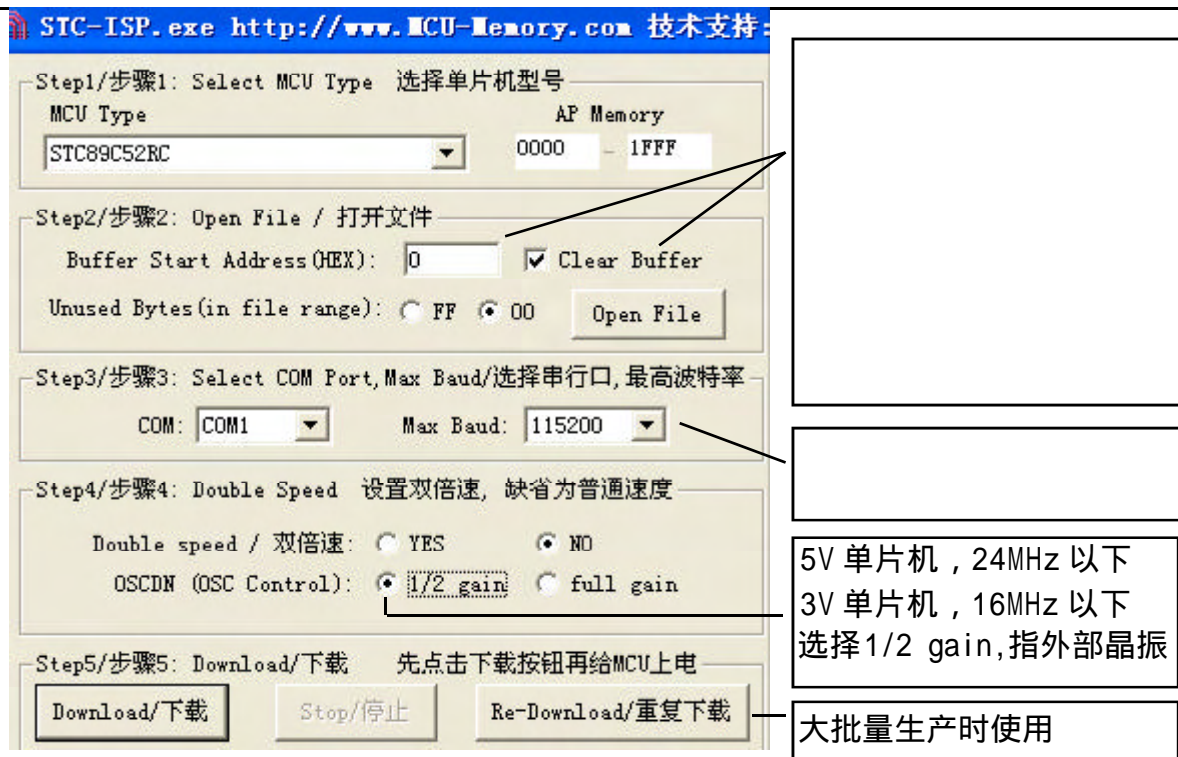 STC-ISP.exe http://www.MCU-Memory.com 技术支持:
Step1/步骤1: Select MCU Type 选择单片机型号
MCU Type AP Memory
STC89C52RC 0000 - 1FFF
Step2/步骤2: Open File / 打开文件
Buffer Start Address(HEX): 0 Clear Buffer
Unused Bytes(in file range): FF 00 Open File
Step3/步骤3: Select COM Port,Max Baud/选择串行口,最高波特率
COM: COM1 Max Baud: 115200
Step4/步骤4: Double Speed 设置双倍速, 缺省为普通速度
Double speed / 双倍速: YES NO
OSCDN (OSC Control): 1/2 gain full gain
Step5/步骤5: Download/下载 先点击下载按钮再给MCU上电
Download/下载 Stop/停止 Re-Download/重复下载
5V 单片机，24MHz 以下
3V 单片机，16MHz 以下
选择1/2 gain,指外部晶振
大批量生产时使用